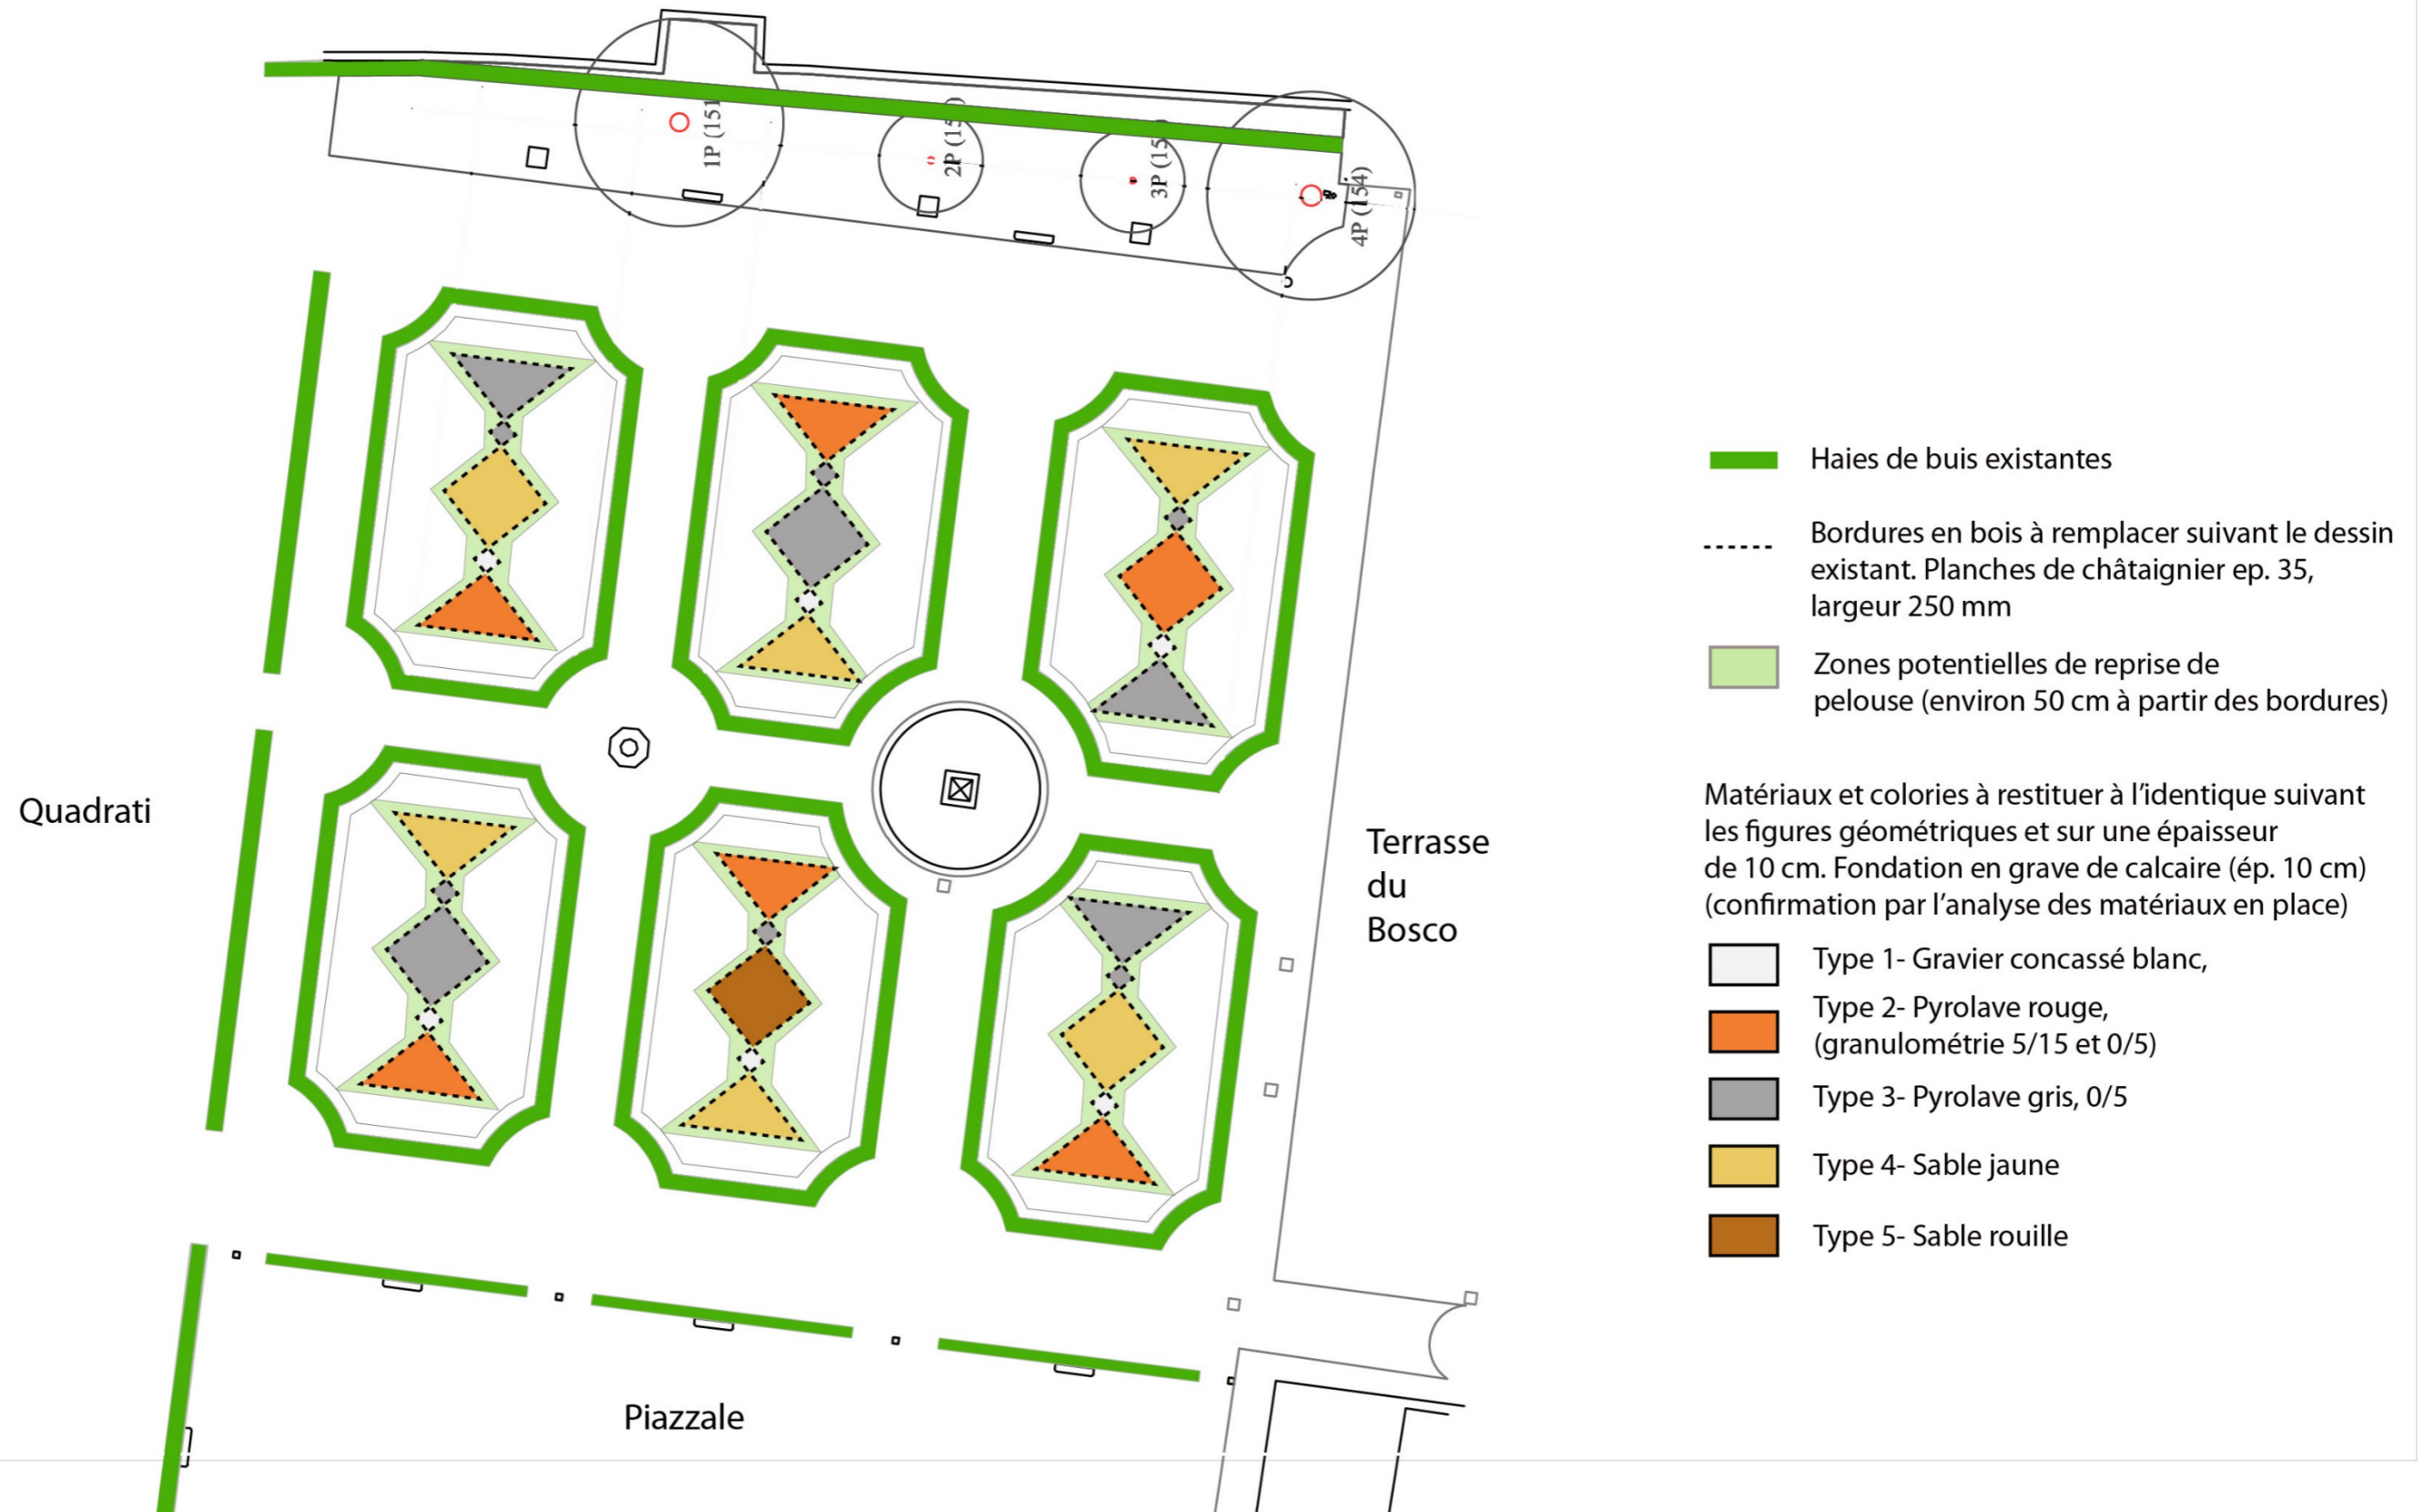 1P (151
2P (15
3P (15
4P (154)
Quadrati
Terrasse
du
Bosco
Piazzale
Haies de buis existantes
Bordures en bois à remplacer suivant le dessin
existant. Planches de châtaignier ep. 35,
largeur 250 mm
Zones potentielles de reprise de
pelouse (environ 50 cm à partir des bordures)
Matériaux et colories à restituer à l’identique suivant
les figures géométriques et sur une épaisseur
de 10 cm. Fondation en grave de calcaire (ép. 10 cm)
(confirmation par l’analyse des matériaux en place)
Type 1- Gravier concassé blanc,
Type 2- Pyrolave rouge,
(granulométrie 5/15 et 0/5)
Type 3- Pyrolave gris, 0/5
Type 4- Sable jaune
Type 5- Sable rouille